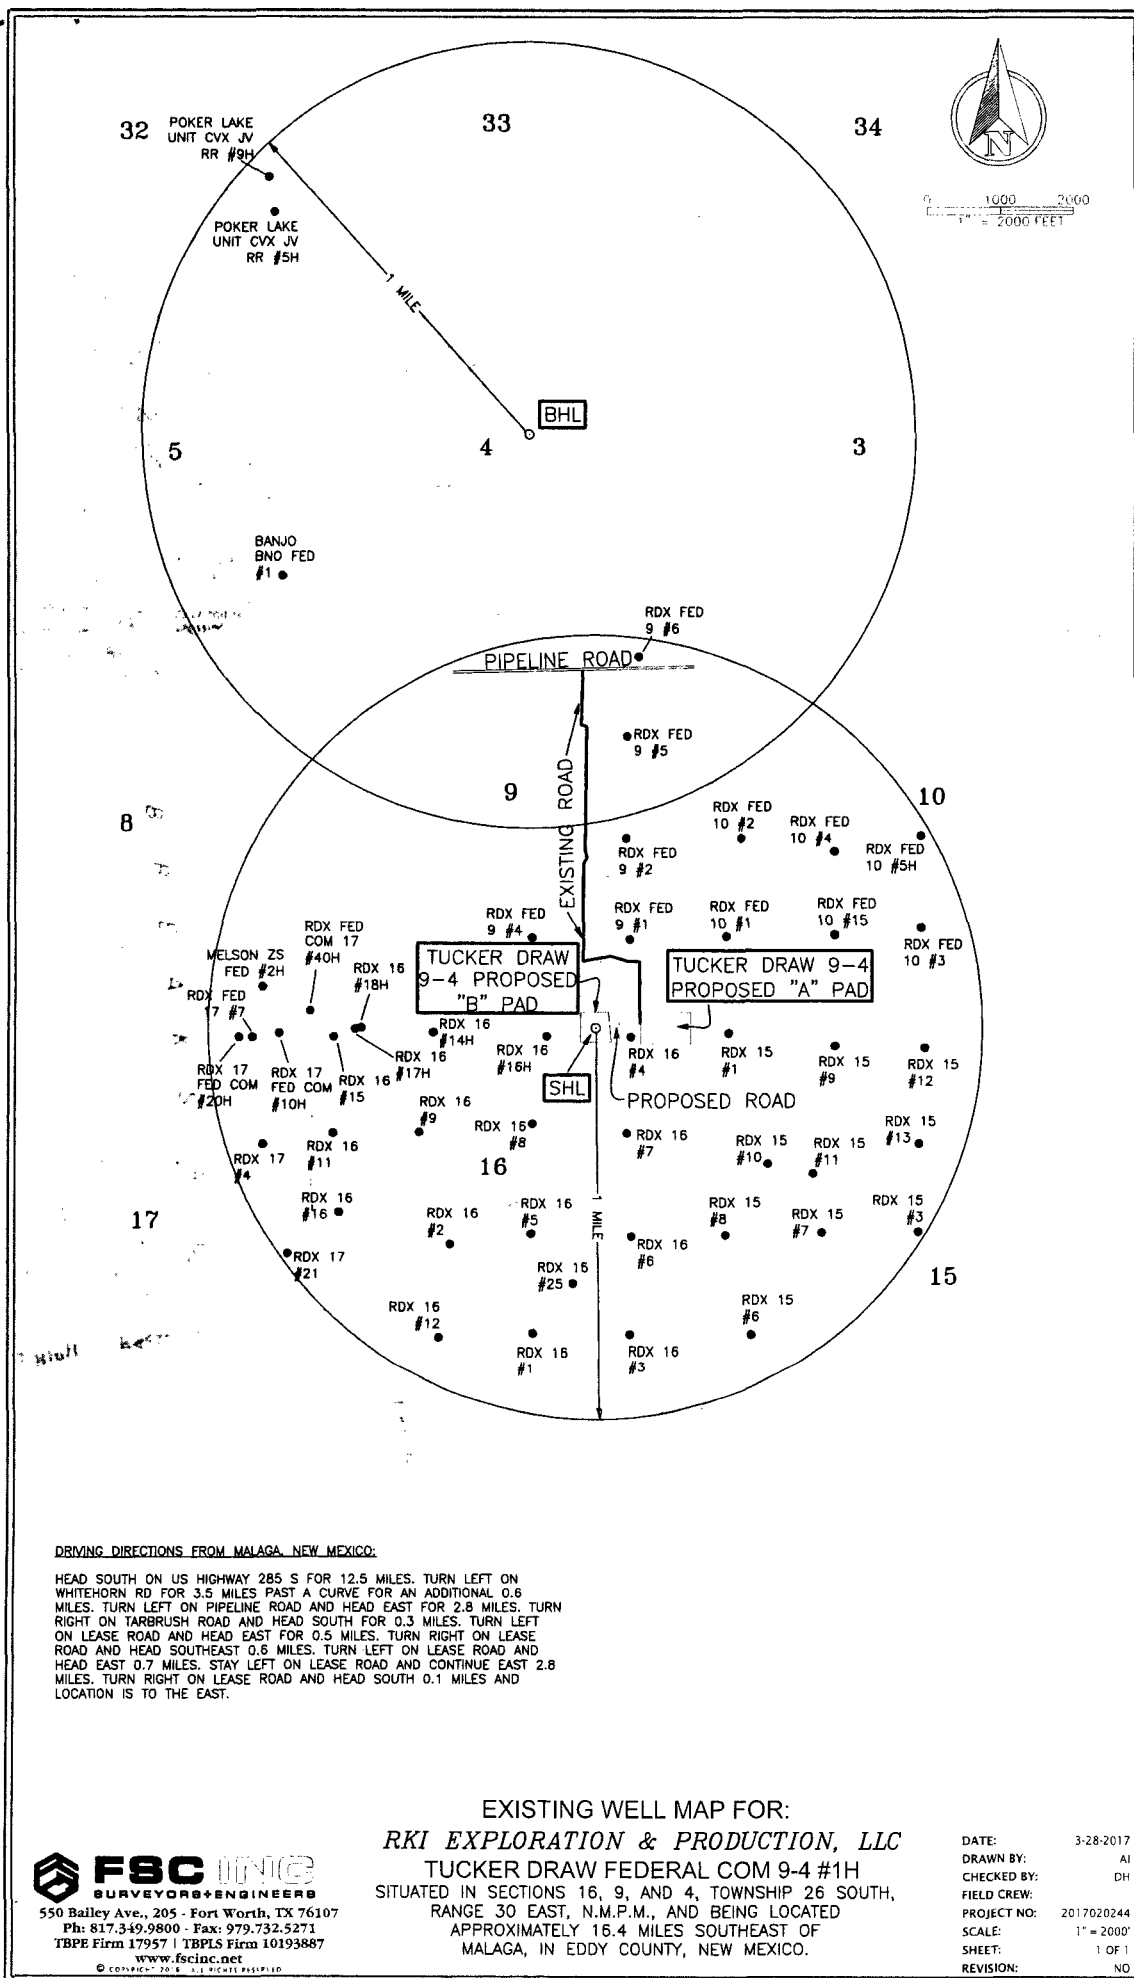 32
POKER LAKE
UNIT CVX JV
RR #9H
33
34
N
0 1000 2000
1" = 2000 FEET
POKER LAKE
UNIT CVX JV
RR #5H
1 MILE
BHL
5
4
3
BANJO
BNO FED
#1
RDX FED
9 #6
PIPELINE ROAD
RDX FED
9 #5
EXISTING ROAD
9
10
8
RDX FED
10 #2
RDX FED
10 #4
RDX FED
10 #5H
RDX FED
9 #2
RDX FED
9 #4
RDX FED
9 #1
RDX FED
10 #1
RDX FED
10 #15
RDX FED
10 #3
RDX FED
COM 17
#40H
MELSON ZS
FED #2H
RDX 16
#18H
RDX FED
17 #7
TUCKER DRAW
9-4 PROPOSED
"B" PAD
TUCKER DRAW 9-4
PROPOSED "A" PAD
RDX 17
FED COM
#20H
RDX 17
FED COM
#10H
RDX 16
#15
RDX 16
#17H
RDX 16
#14H
RDX 16
#16H
SHL
RDX 16
#4
RDX 15
#1
RDX 15
#9
RDX 15
#12
PROPOSED ROAD
RDX 16
#9
RDX 16
#8
RDX 16
#7
RDX 15
#10
RDX 15
#11
RDX 15
#13
RDX 17
#4
RDX 16
#11
16
17
RDX 16
#16
RDX 16
#2
RDX 16
#5
1 MILE
RDX 16
#6
RDX 15
#8
RDX 15
#7
RDX 15
#3
RDX 17
#21
RDX 16
#25
15
RDX 16
#12
RDX 16
#1
RDX 16
#3
RDX 15
#6
DRIVING DIRECTIONS FROM MALAGA, NEW MEXICO:
HEAD SOUTH ON US HIGHWAY 285 S FOR 12.5 MILES. TURN LEFT ON
WHITEHORN RD FOR 3.5 MILES PAST A CURVE FOR AN ADDITIONAL 0.6
MILES. TURN LEFT ON PIPELINE ROAD AND HEAD EAST FOR 2.8 MILES. TURN
RIGHT ON TARBRUSH ROAD AND HEAD SOUTH FOR 0.3 MILES. TURN LEFT
ON LEASE ROAD AND HEAD EAST FOR 0.5 MILES. TURN RIGHT ON LEASE
ROAD AND HEAD SOUTHEAST 0.6 MILES. TURN LEFT ON LEASE ROAD AND
HEAD EAST 0.7 MILES. STAY LEFT ON LEASE ROAD AND CONTINUE EAST 2.8
MILES. TURN RIGHT ON LEASE ROAD AND HEAD SOUTH 0.1 MILES AND
LOCATION IS TO THE EAST.
EXISTING WELL MAP FOR:
RKI EXPLORATION & PRODUCTION, LLC
TUCKER DRAW FEDERAL COM 9-4 #1H
SITUATED IN SECTIONS 16, 9, AND 4, TOWNSHIP 26 SOUTH,
RANGE 30 EAST, N.M.P.M., AND BEING LOCATED
APPROXIMATELY 16.4 MILES SOUTHEAST OF
MALAGA, IN EDDY COUNTY, NEW MEXICO.
FSC INC
SURVEYORS+ENGINEERS
550 Bailey Ave., 205 - Fort Worth, TX 76107
Ph: 817.349.9800 - Fax: 979.732.5271
TBPE Firm 17957 | TBPLS Firm 10193887
www.fscinc.net
© COPYRIGHT 2016 ALL RIGHTS RESERVED
DATE: 3-28-2017
DRAWN BY: AI
CHECKED BY: DH
FIELD CREW:
PROJECT NO: 2017020244
SCALE: 1" = 2000'
SHEET: 1 OF 1
REVISION: NO